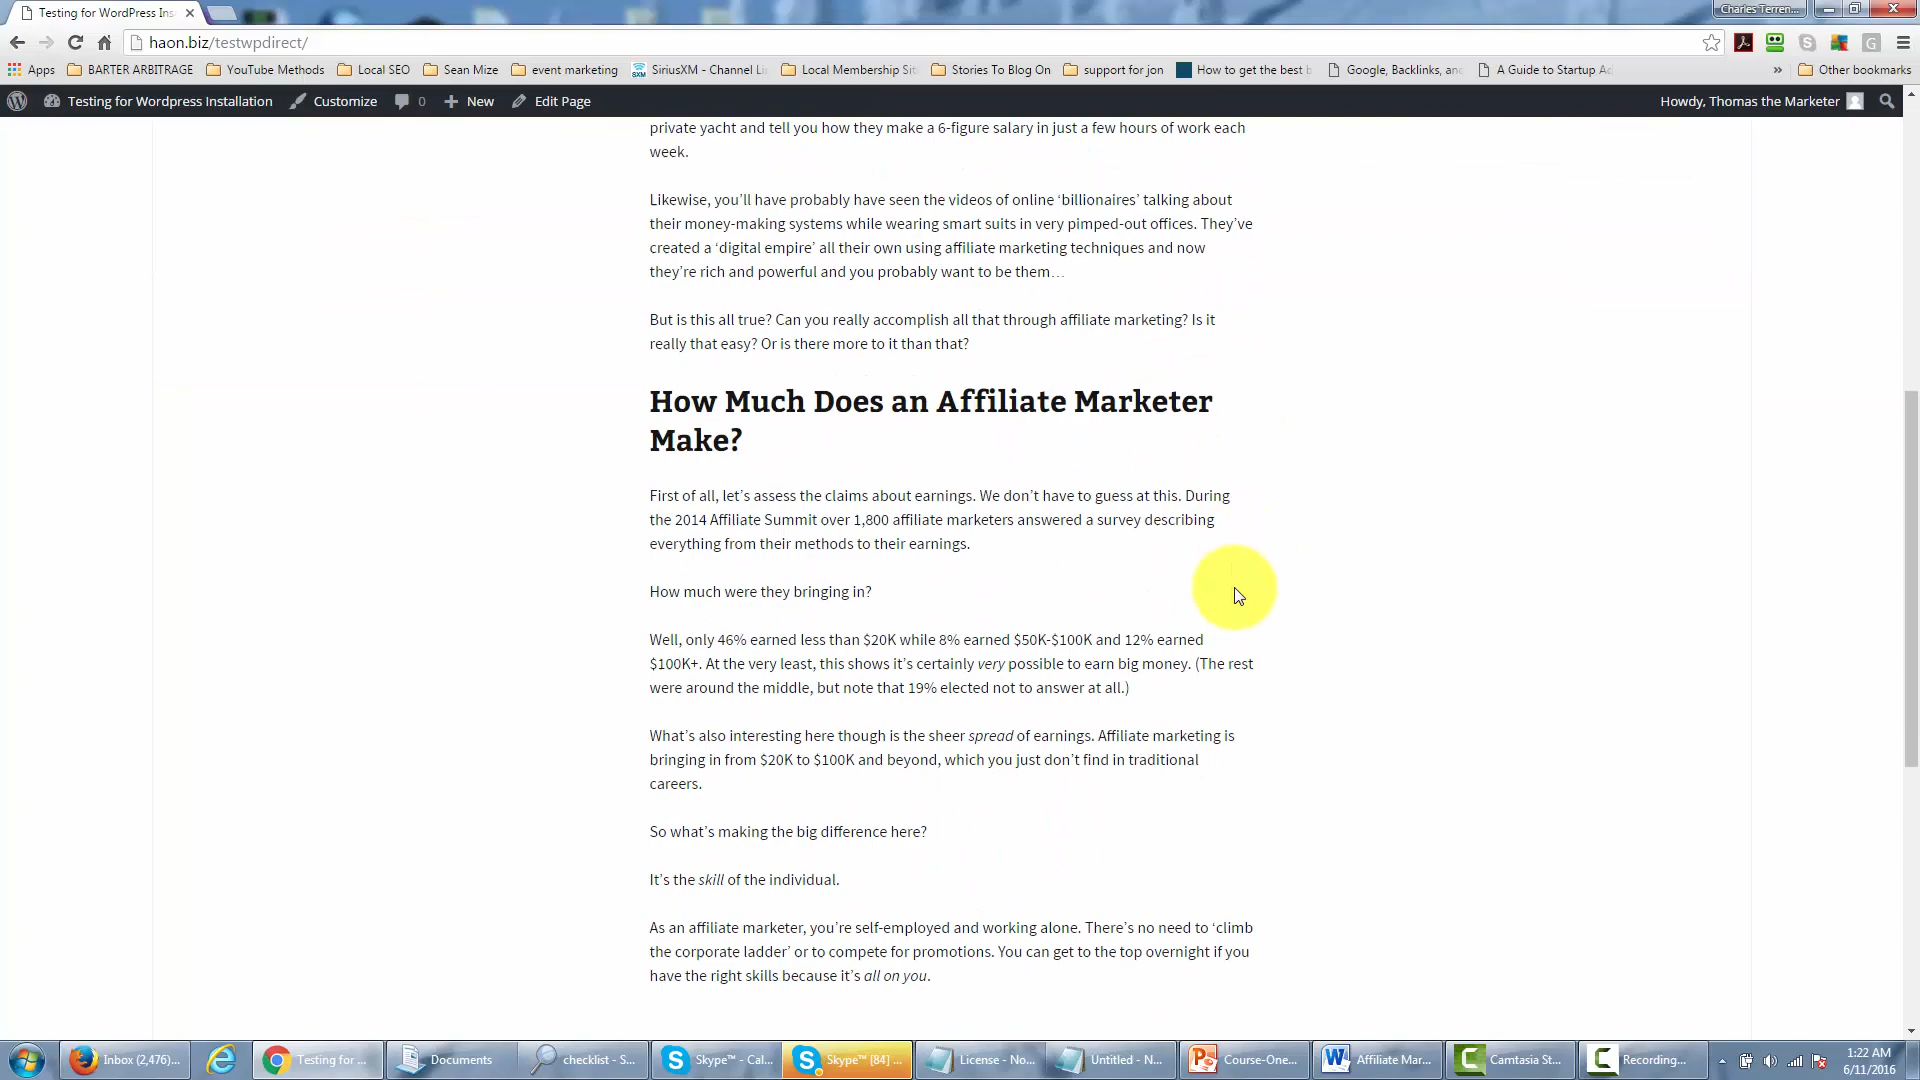 Testing for WordPress Ins
Charles Terren...
haon.biz/testwpdirect/
Apps BARTER ARBITRAGE YouTube Methods Local SEO Sean Mize event marketing SiriusXM - Channel Li Local Membership Sit Stories To Blog On support for jon How to get the best b Google, Backlinks, and A Guide to Startup Ac » Other bookmarks
Testing for Wordpress Installation Customize 0 New Edit Page Howdy, Thomas the Marketer
private yacht and tell you how they make a 6-figure salary in just a few hours of work each
week.
Likewise, you’ll have probably have seen the videos of online ‘billionaires’ talking about
their money-making systems while wearing smart suits in very pimped-out offices. They’ve
created a ‘digital empire’ all their own using affiliate marketing techniques and now
they’re rich and powerful and you probably want to be them…
But is this all true? Can you really accomplish all that through affiliate marketing? Is it
really that easy? Or is there more to it than that?
How Much Does an Affiliate Marketer
Make?
First of all, let’s assess the claims about earnings. We don’t have to guess at this. During
the 2014 Affiliate Summit over 1,800 affiliate marketers answered a survey describing
everything from their methods to their earnings.
How much were they bringing in?
Well, only 46% earned less than $20K while 8% earned $50K-$100K and 12% earned
$100K+. At the very least, this shows it’s certainly very possible to earn big money. (The rest
were around the middle, but note that 19% elected not to answer at all.)
What’s also interesting here though is the sheer spread of earnings. Affiliate marketing is
bringing in from $20K to $100K and beyond, which you just don’t find in traditional
careers.
So what’s making the big difference here?
It’s the skill of the individual.
As an affiliate marketer, you’re self-employed and working alone. There’s no need to ‘climb
the corporate ladder’ or to compete for promotions. You can get to the top overnight if you
have the right skills because it’s all on you.
Inbox (2,476)... Testing for ... Documents checklist - S... Skype™ - Cal... Skype™ [84] ... License - No... Untitled - N... Course-One... Affiliate Mar... Camtasia St... Recording... 1:22 AM
6/11/2016